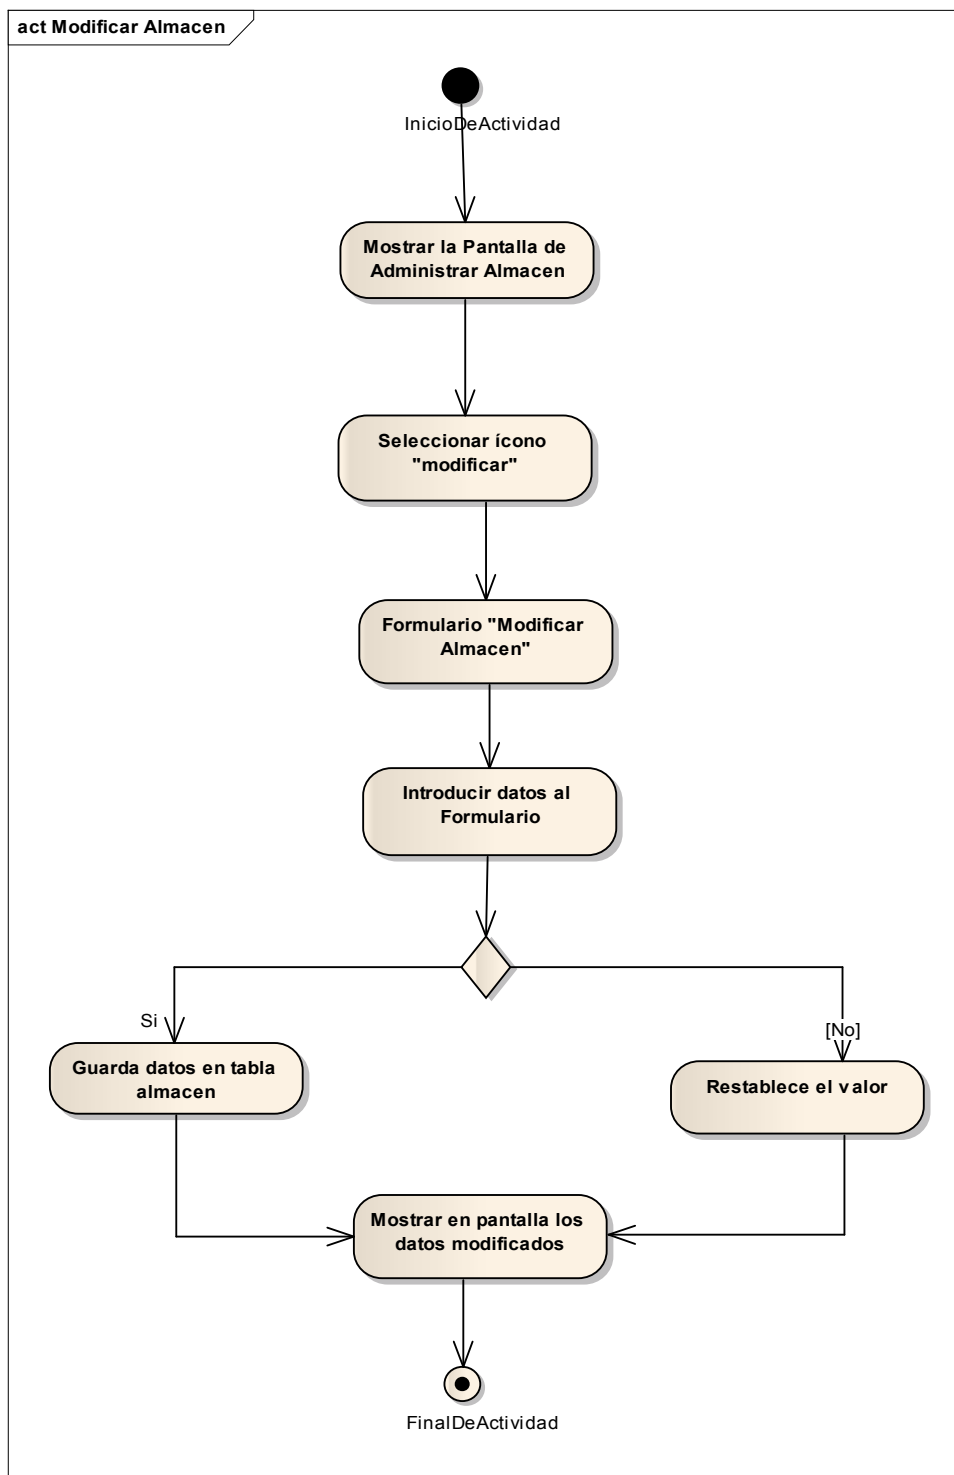 act Modificar Almacen
InicioDeActividad
Mostrar la Pantalla de
Administrar Almacen
Seleccionar ícono
"modificar"
Formulario "Modificar
Almacen"
Introducir datos al
Formulario
Si
[No]
Guarda datos en tabla
almacen
Restablece el valor
Mostrar en pantalla los
datos modificados
FinalDeActividad